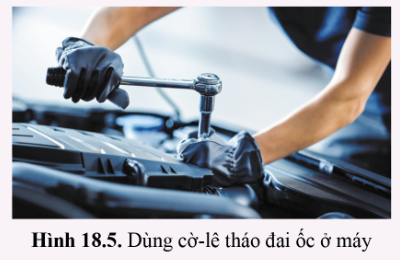 Hình 18.5. Dùng cờ-lê tháo đai ốc ở máy